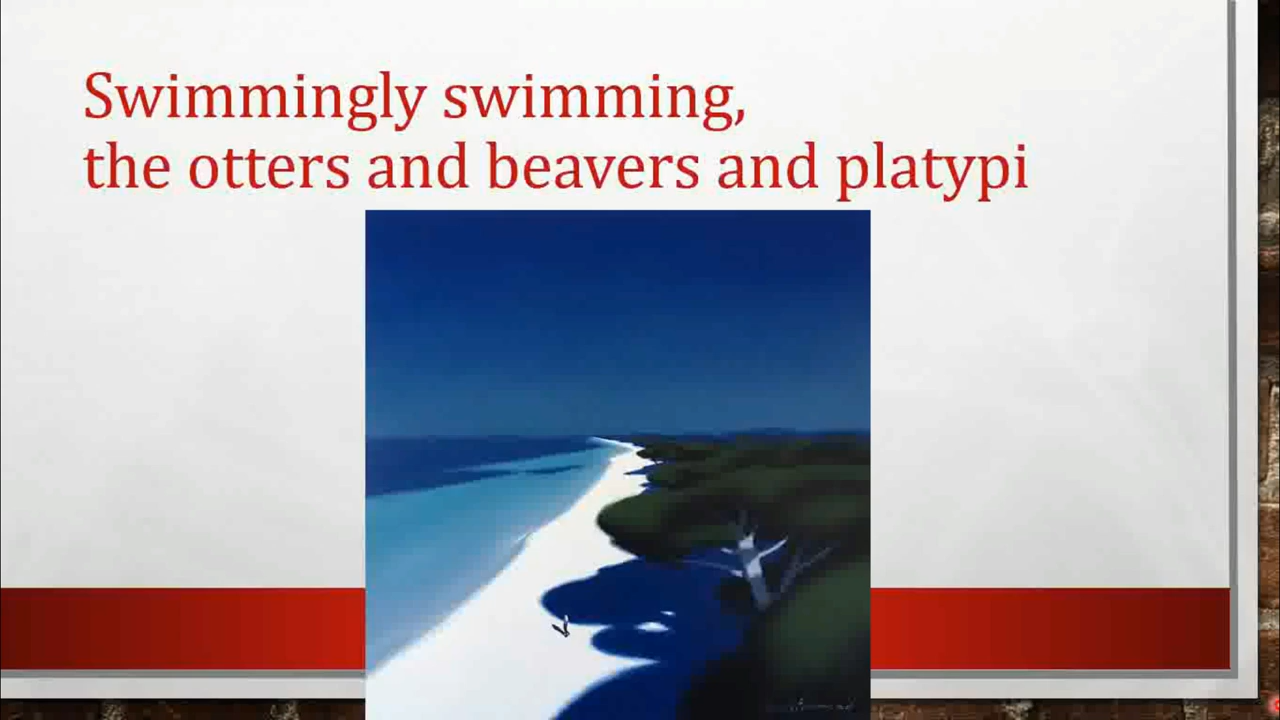 Swimmingly swimming,
the otters and beavers and platypi